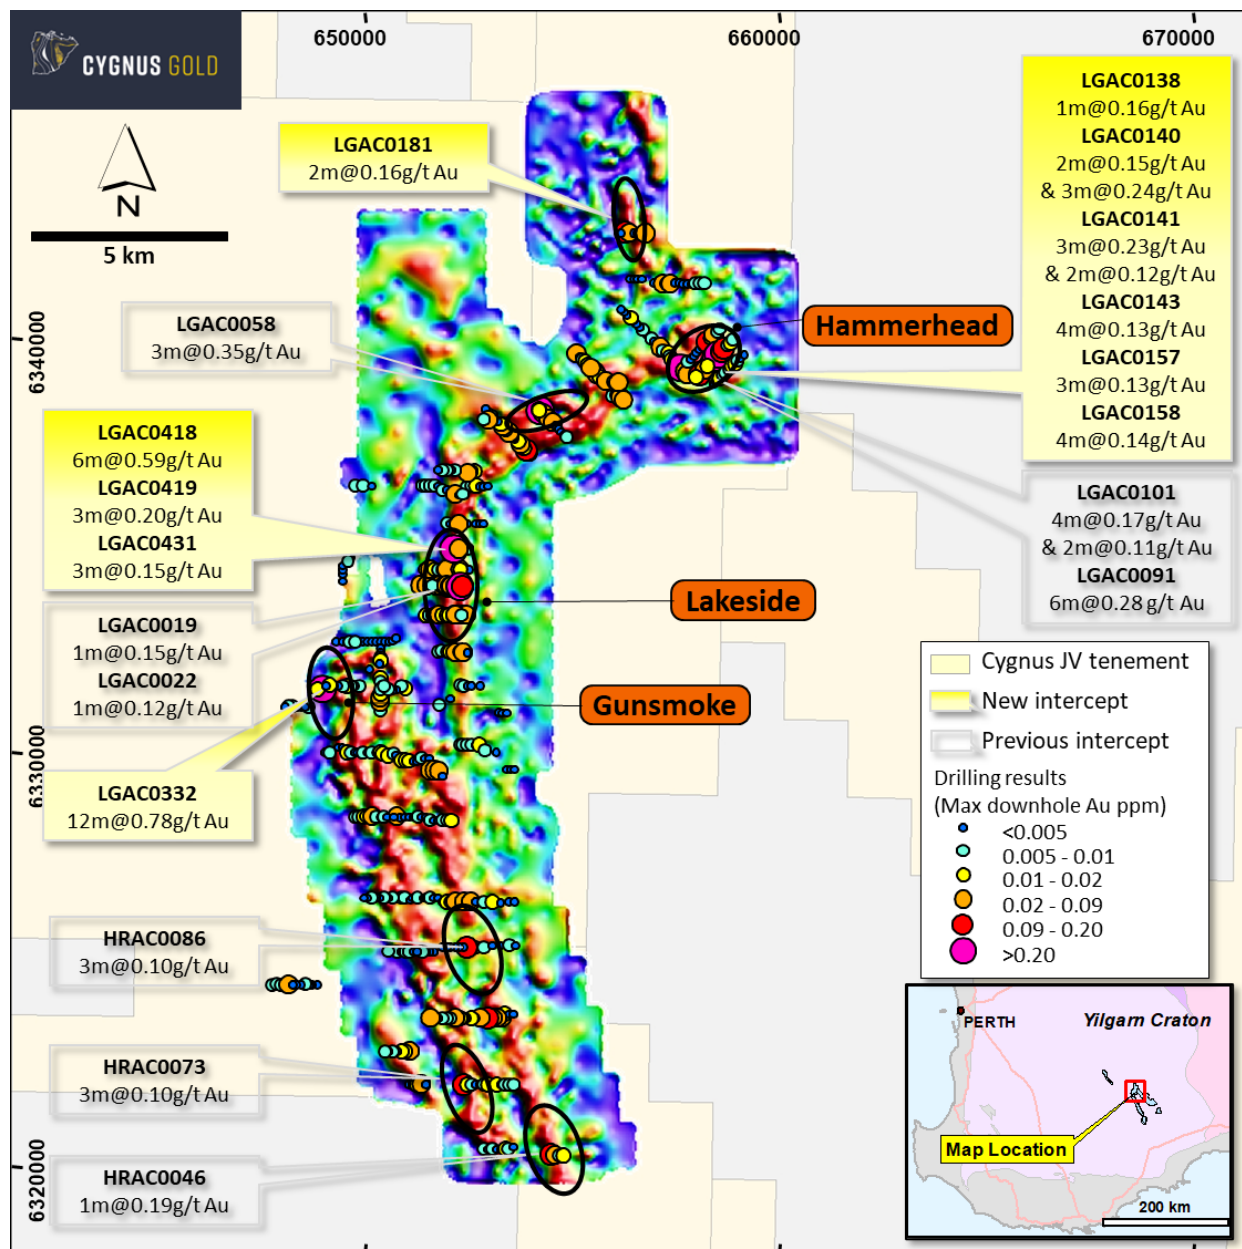 CYGNUS GOLD
650000
660000
670000
N
5 km
6340000
6330000
6320000
LGAC0181
2m@0.16g/t Au
LGAC0138
1m@0.16g/t Au
LGAC0140
2m@0.15g/t Au
& 3m@0.24g/t Au
LGAC0141
3m@0.23g/t Au
& 2m@0.12g/t Au
LGAC0143
4m@0.13g/t Au
LGAC0157
3m@0.13g/t Au
LGAC0158
4m@0.14g/t Au
LGAC0058
3m@0.35g/t Au
Hammerhead
LGAC0418
6m@0.59g/t Au
LGAC0419
3m@0.20g/t Au
LGAC0431
3m@0.15g/t Au
LGAC0101
4m@0.17g/t Au
& 2m@0.11g/t Au
LGAC0091
6m@0.28 g/t Au
Lakeside
LGAC0019
1m@0.15g/t Au
LGAC0022
1m@0.12g/t Au
Gunsmoke
LGAC0332
12m@0.78g/t Au
HRAC0086
3m@0.10g/t Au
HRAC0073
3m@0.10g/t Au
HRAC0046
1m@0.19g/t Au
Cygnus JV tenement
New intercept
Previous intercept
Drilling results
(Max downhole Au ppm)
<0.005
0.005 - 0.01
0.01 - 0.02
0.02 - 0.09
0.09 - 0.20
>0.20
PERTH
Yilgarn Craton
Map Location
200 km